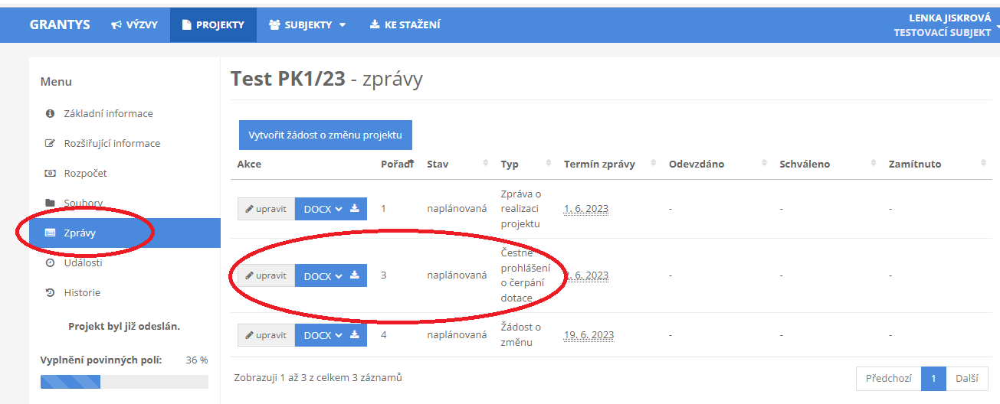 GRANTYS VÝZVY PROJEKTY SUBJEKTY KE STAŽENÍ LENKA JISKROVÁ
TESTOVACÍ SUBJEKT
Menu
Základní informace
Rozšiřující informace
Rozpočet
Soubory
Zprávy
Události
Historie
Projekt byl již odeslán.
Vyplnění povinných polí: 36 %
Test PK1/23 - zprávy
Vytvořit žádost o změnu projektu
Akce Pořadí Stav Typ Termín zprávy Odevzdáno Schváleno Zamítnuto
upravit DOCX 1 naplánovaná Zpráva o
realizaci
projektu 1. 6. 2023 - - -
upravit DOCX 3 naplánovaná Čestné
prohlášení
o čerpání
dotace 6. 2023 - - -
upravit DOCX 4 naplánovaná Žádost o
změnu 19. 6. 2023 - - -
Zobrazuji 1 až 3 z celkem 3 záznamů
Předchozí 1 Další